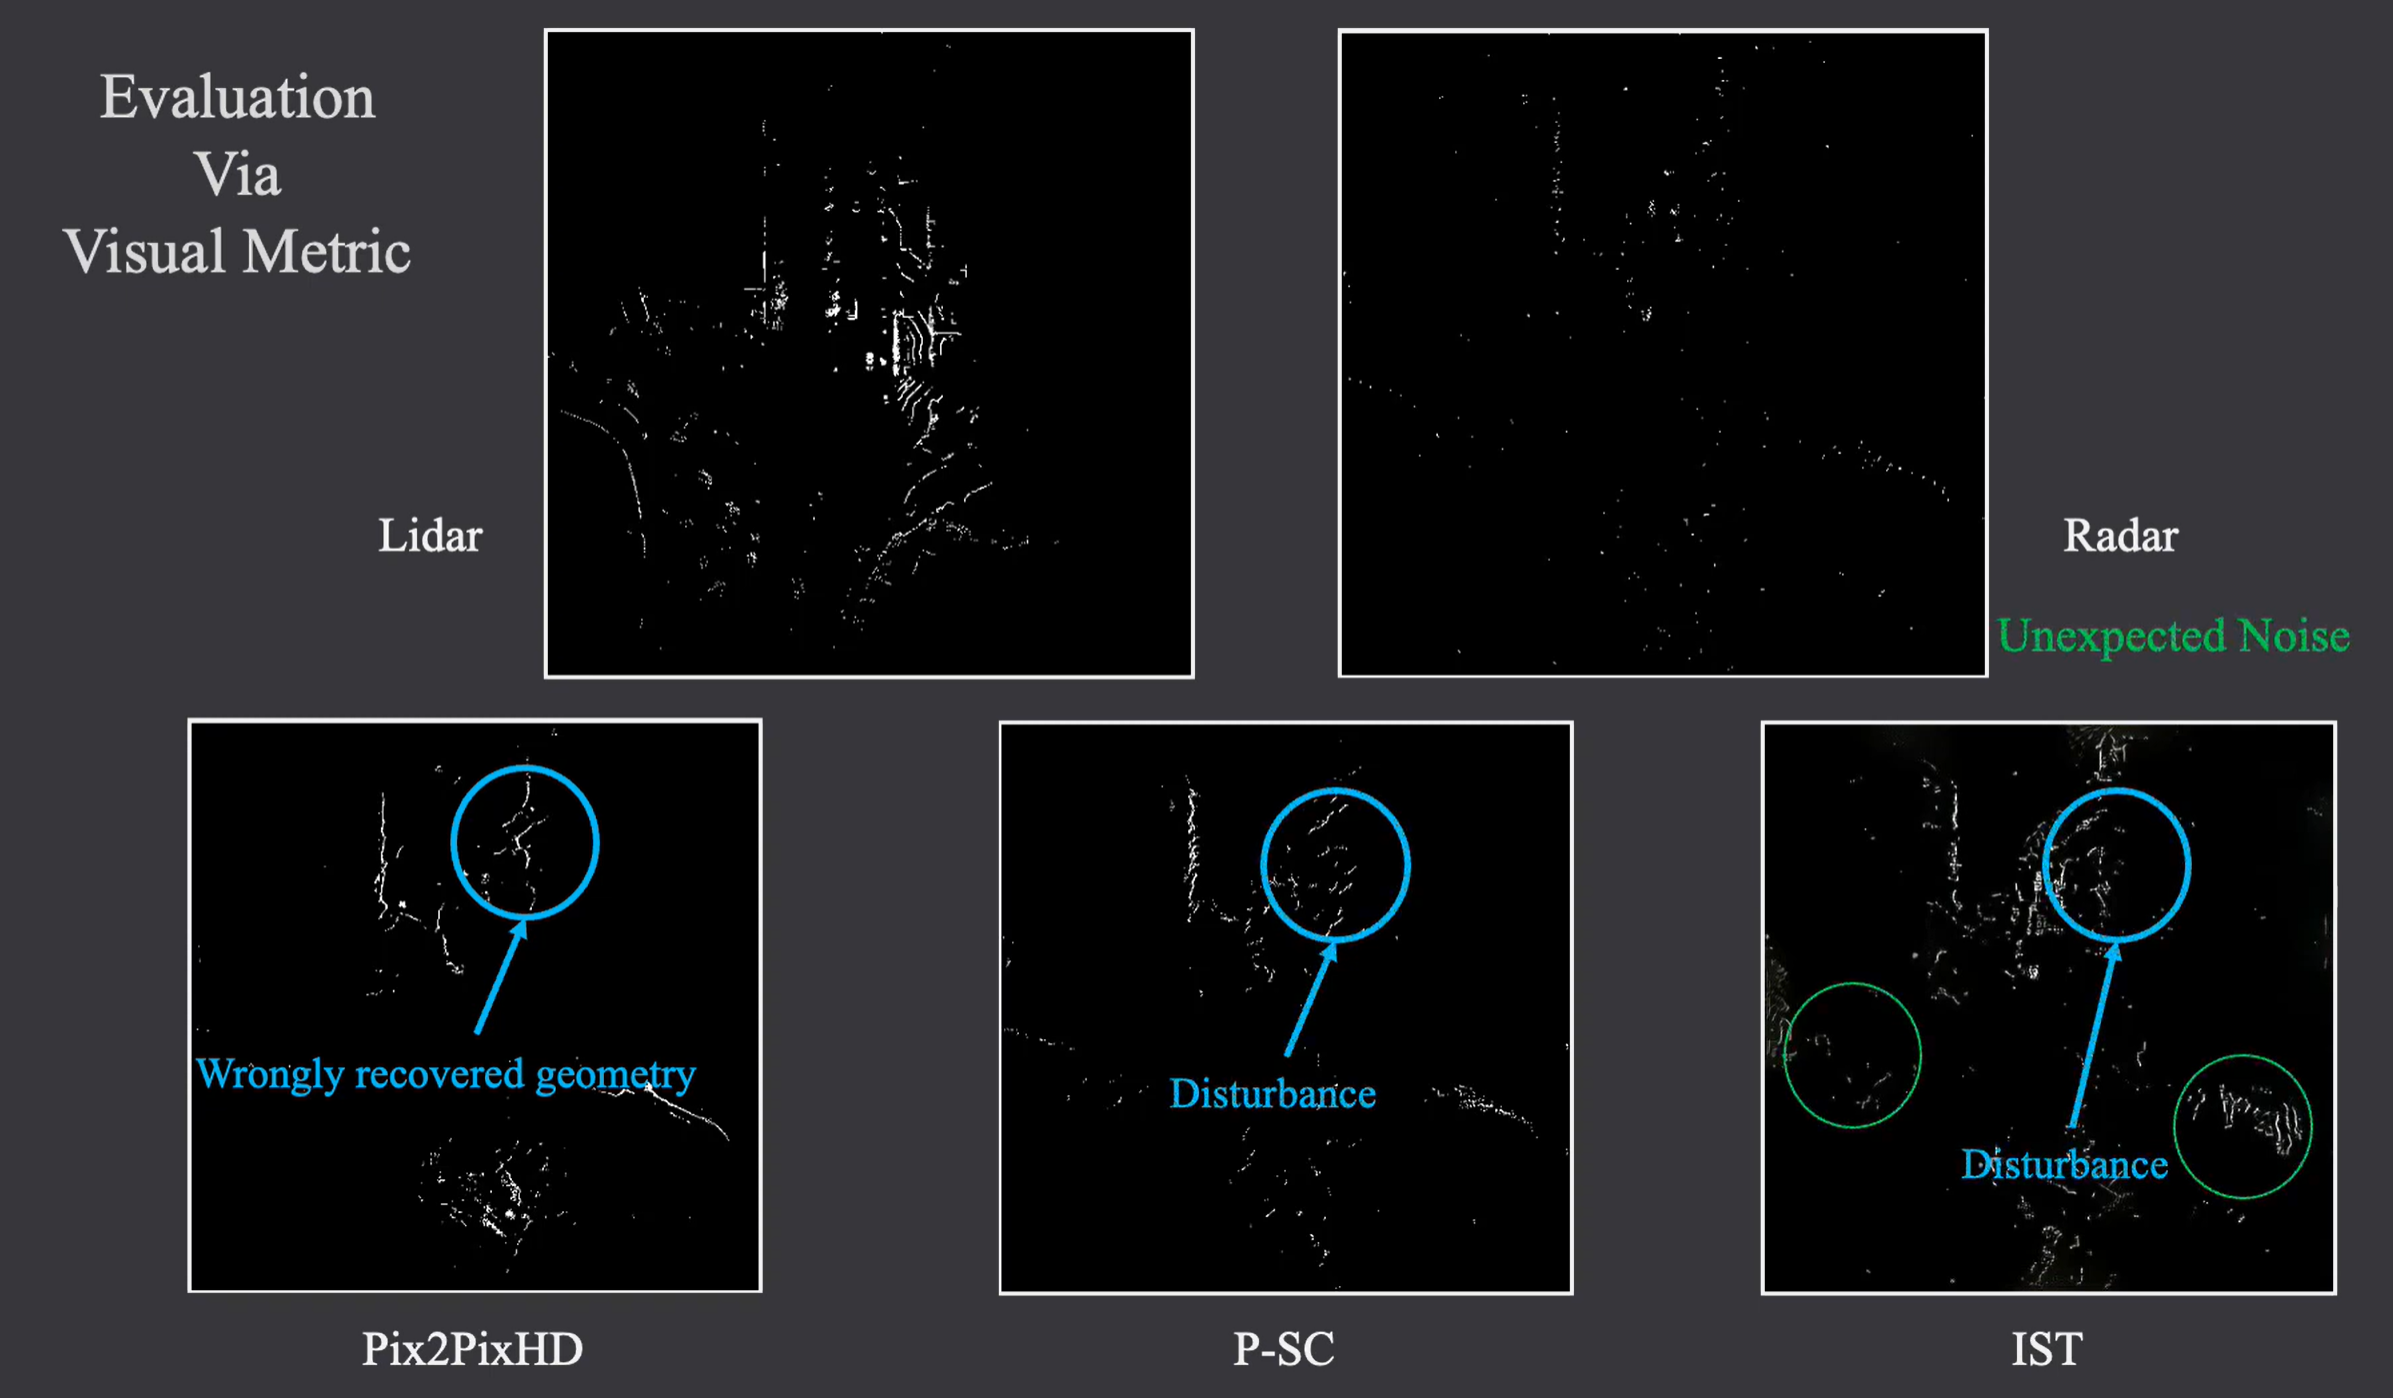 Evaluation
Via
Visual Metric
Lidar
Radar
Unexpected Noise
Wrongly recovered geometry
Disturbance
Disturbance
Pix2PixHD
P-SC
IST